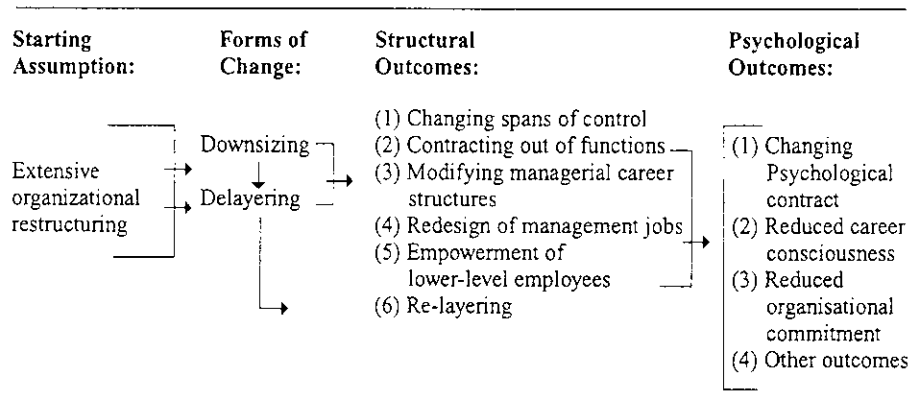 Starting
Assumption:
Forms of
Change:
Structural
Outcomes:
Psychological
Outcomes:
Extensive
organizational
restructuring
Downsizing
Delayering
(1) Changing spans of control
(2) Contracting out of functions
(3) Modifying managerial career
structures
(4) Redesign of management jobs
(5) Empowerment of
lower-level employees
(6) Re-layering
(1) Changing
Psychological
contract
(2) Reduced career
consciousness
(3) Reduced
organisational
commitment
(4) Other outcomes